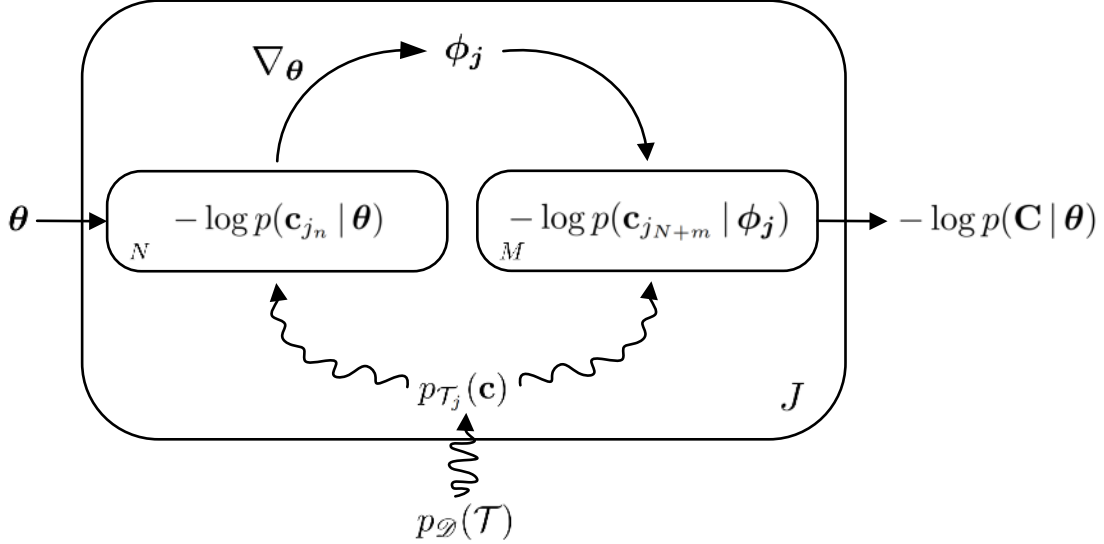 ∇_θ
ϕ_j
θ
− log p(c_{j_n} | θ)
N
− log p(c_{j_{N+m}} | ϕ_j)
M
− log p(C | θ)
p_{𝒯_j}(c)
J
p_𝒟(𝒯)